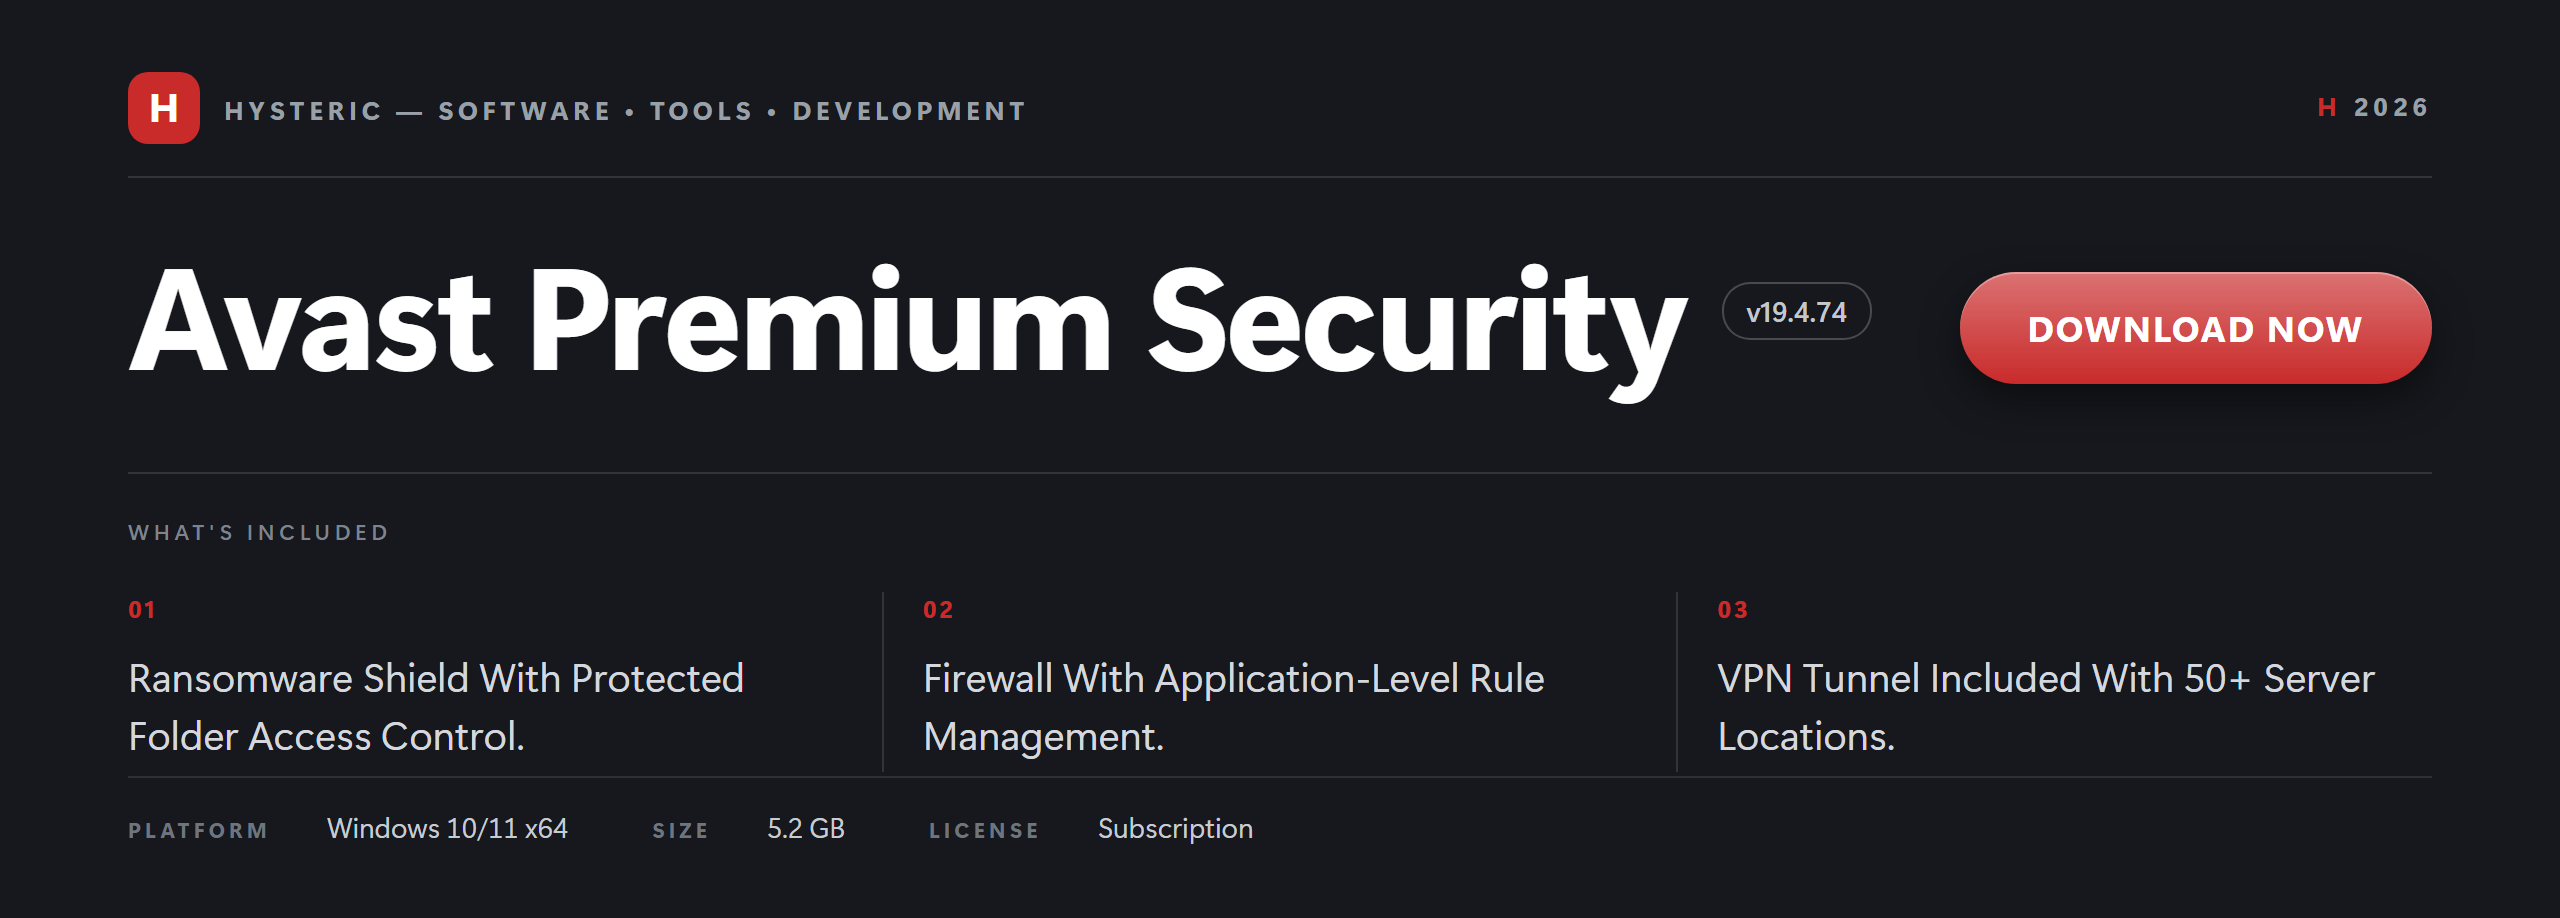 H HYSTERIC — SOFTWARE • TOOLS • DEVELOPMENT
H 2026
Avast Premium Security v19.4.74
DOWNLOAD NOW
WHAT'S INCLUDED
01
Ransomware Shield With Protected
Folder Access Control.
02
Firewall With Application-Level Rule
Management.
03
VPN Tunnel Included With 50+ Server
Locations.
PLATFORM Windows 10/11 x64 SIZE 5.2 GB LICENSE Subscription